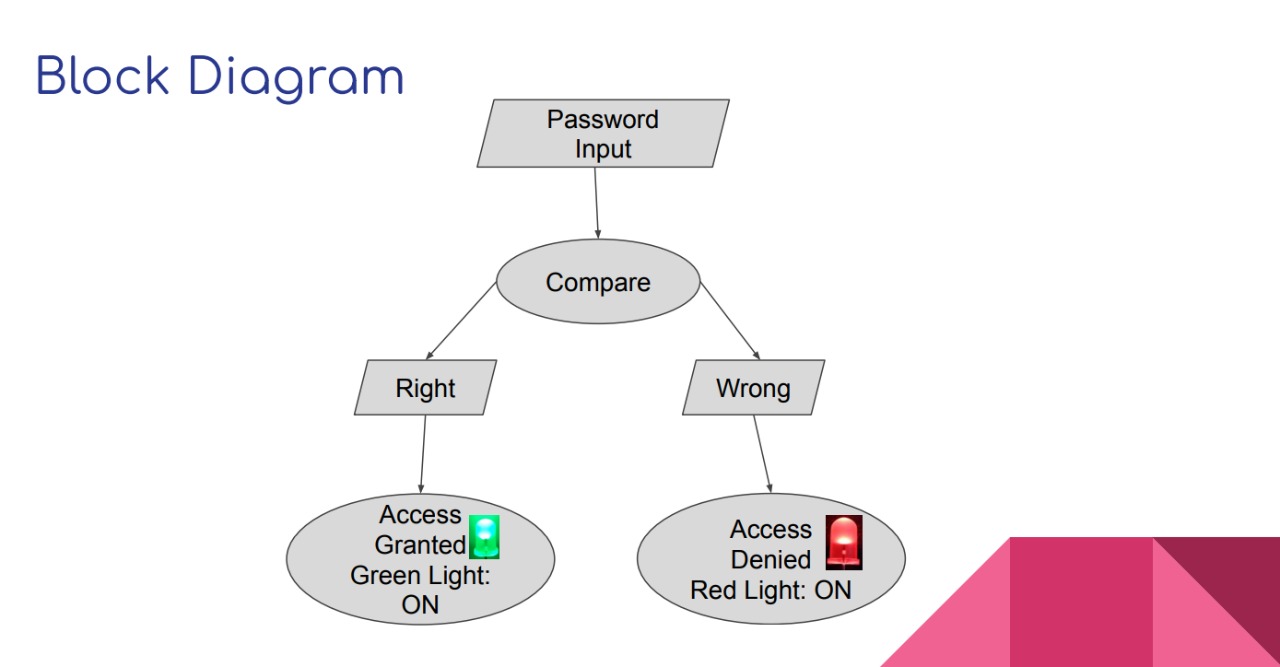 Block Diagram
Password
Input
Compare
Right
Wrong
Access
Granted
Green Light:
ON
Access
Denied
Red Light: ON